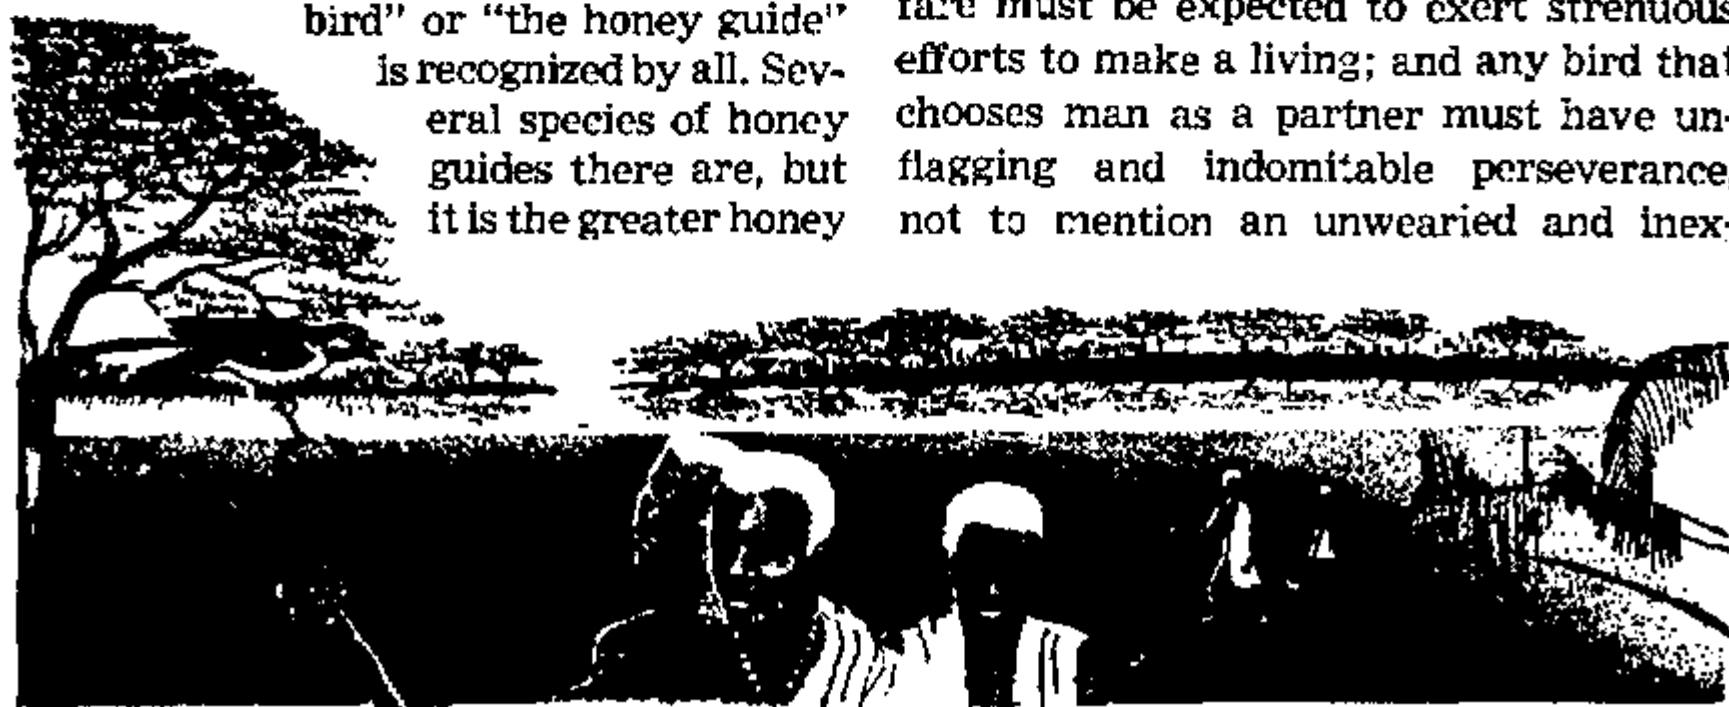 bird" or "the honey guide"
is recognized by all. Sev-
eral species of honey
guides there are, but
it is the greater honey
fare must be expected to exert strenuous
efforts to make a living; and any bird that
chooses man as a partner must have un-
flagging and indomitable perseverance,
not to mention an unwearied and inex-